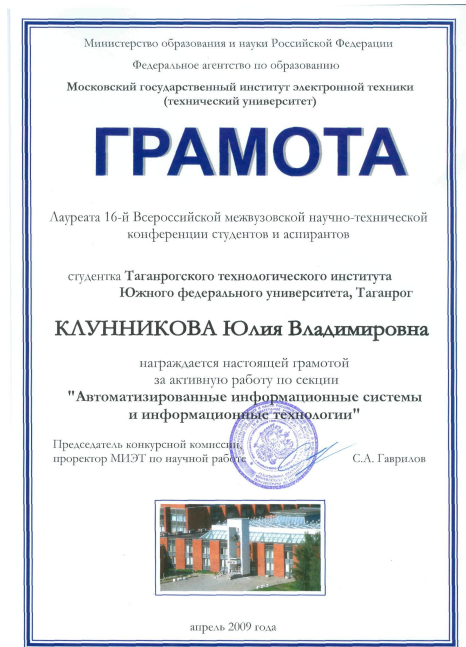 Министерство образования и науки Российской Федерации
Федеральное агентство по образованию
Московский государственный институт электронной техники
(технический университет)
ГРАМОТА
Лауреата 16-й Всероссийской межвузовской научно-технической
конференции студентов и аспирантов
студентка Таганрогского технологического института
Южного федерального университета, Таганрог
КЛУННИКОВА Юлия Владимировна
награждается настоящей грамотой
за активную работу по секции
"Автоматизированные информационные системы
и информационные технологии"
Председатель конкурсной комиссии,
проректор МИЭТ по научной работе С.А. Гаврилов
апрель 2009 года